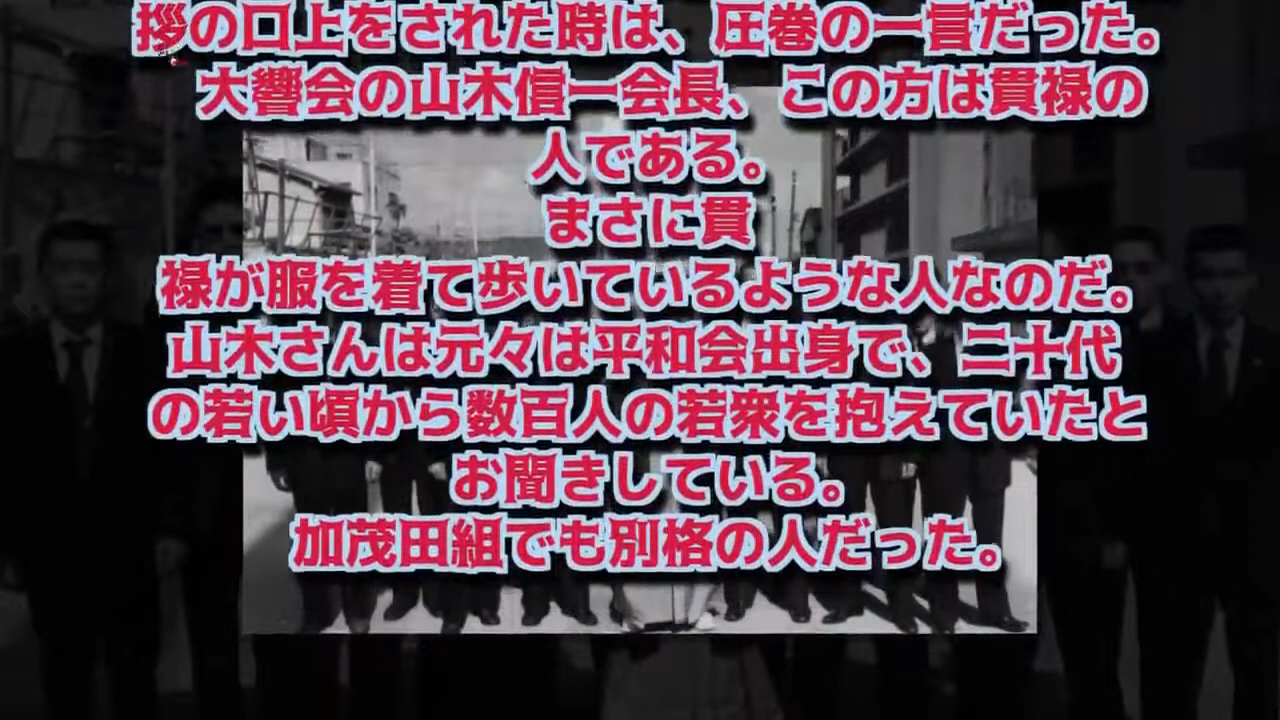 拶の口上をされた時は、圧巻の一言だった。
大響会の山木信一会長、この方は貫禄の
人である。
まさに貫
禄が服を着て歩いているような人なのだ。
山木さんは元々は平和会出身で、二十代
の若い頃から数百人の若衆を抱えていたと
お聞きしている。
加茂田組でも別格の人だった。